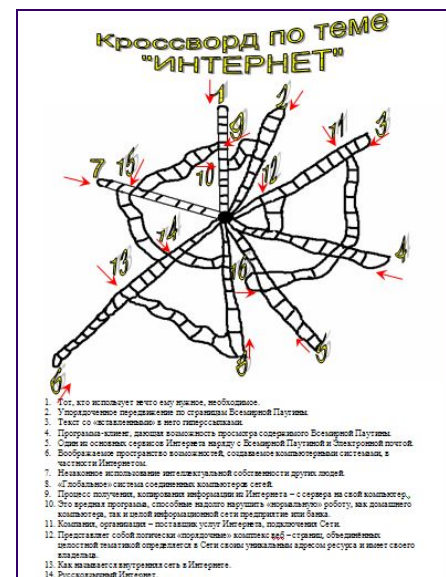 Кроссворд по теме
"ИНТЕРНЕТ"
1
2
9
11
3
15
10
12
7
14
4
13
16
6
8
5
1. Тот, кто использует нечто ему нужное, необходимое.
2. Упорядоченное передвижение по страницам Всемирной Паутины.
3. Текст со «вставленными» в него гиперссылками.
4. Программа-клиент, дающая возможность просмотра содержимого Всемирной Паутины.
5. Один из основных сервисов Интернета наряду с Всемирной Паутиной и Электронной почтой.
6. Воображаемое пространство возможностей, создаваемое компьютерными системами, в
частности Интернетом.
7. Незаконное использование интеллектуальной собственности других людей.
8. «Глобальное» система соединенных компьютеров сетей.
9. Процесс получения, копирования информации из Интернета – с сервера на свой компьютер.
10. Это вредная программа, способные надолго нарушить «нормальную» роботу, как домашнего
компьютера, так и целой информационной сети предприятие или банка.
11. Компания, организация – поставщик услуг Интернета, подключения Сети.
12. Представляет собой логически «порядочные» комплекс веб – страниц, объединённых
целостной тематикой определяется в Сети своим уникальным адресом ресурса и имеет своего
владельца.
13. Как называется внутренняя сеть в Интернете.
14. Русскоязычный Интернет.